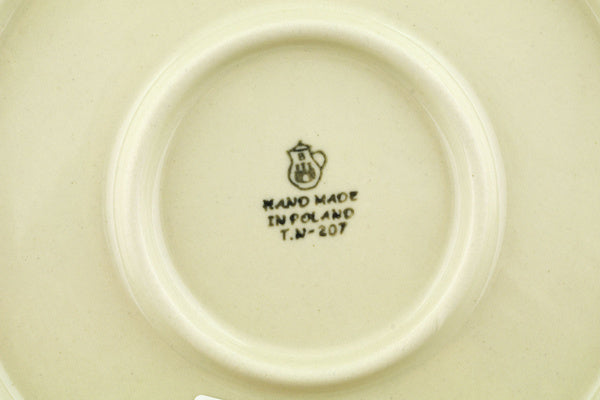 B
HAND MADE
IN POLAND
T.N-207